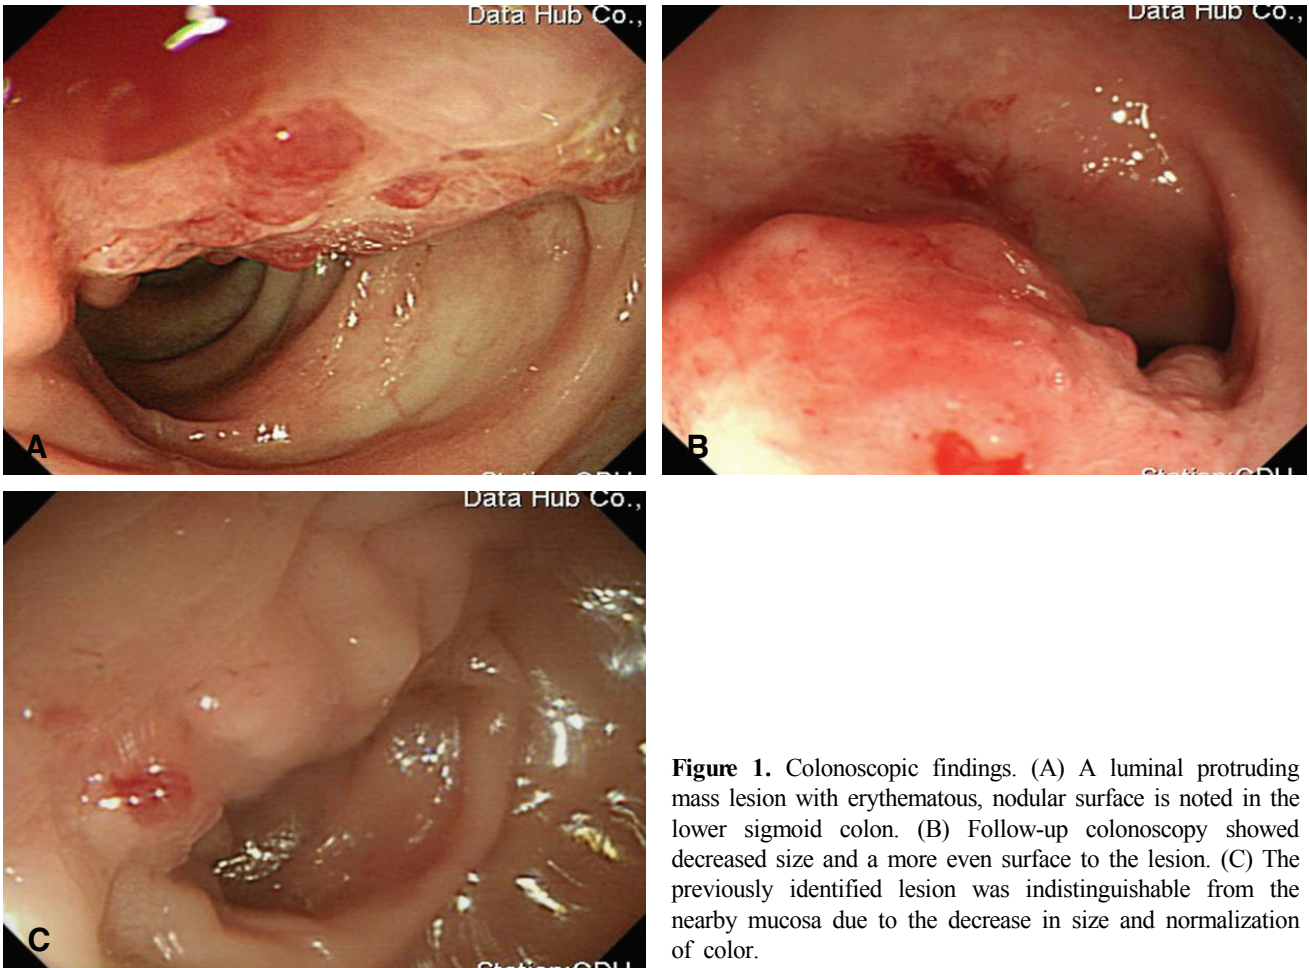 Data Hub Co.,
Data Hub Co.,
A
B
Data Hub Co.,
C
Figure 1. Colonoscopic findings. (A) A luminal protruding
mass lesion with erythematous, nodular surface is noted in the
lower sigmoid colon. (B) Follow-up colonoscopy showed
decreased size and a more even surface to the lesion. (C) The
previously identified lesion was indistinguishable from the
nearby mucosa due to the decrease in size and normalization
of color.